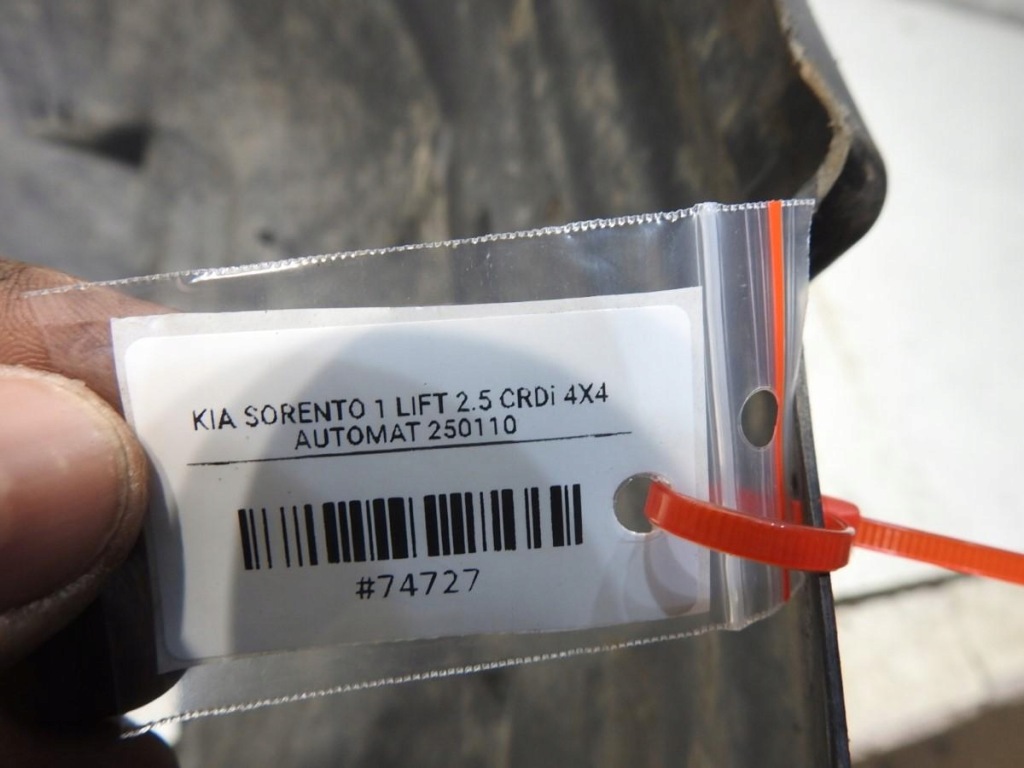 KIA SORENTO 1 LIFT 2.5 CRDi 4X4
AUTOMAT 250110
#74727